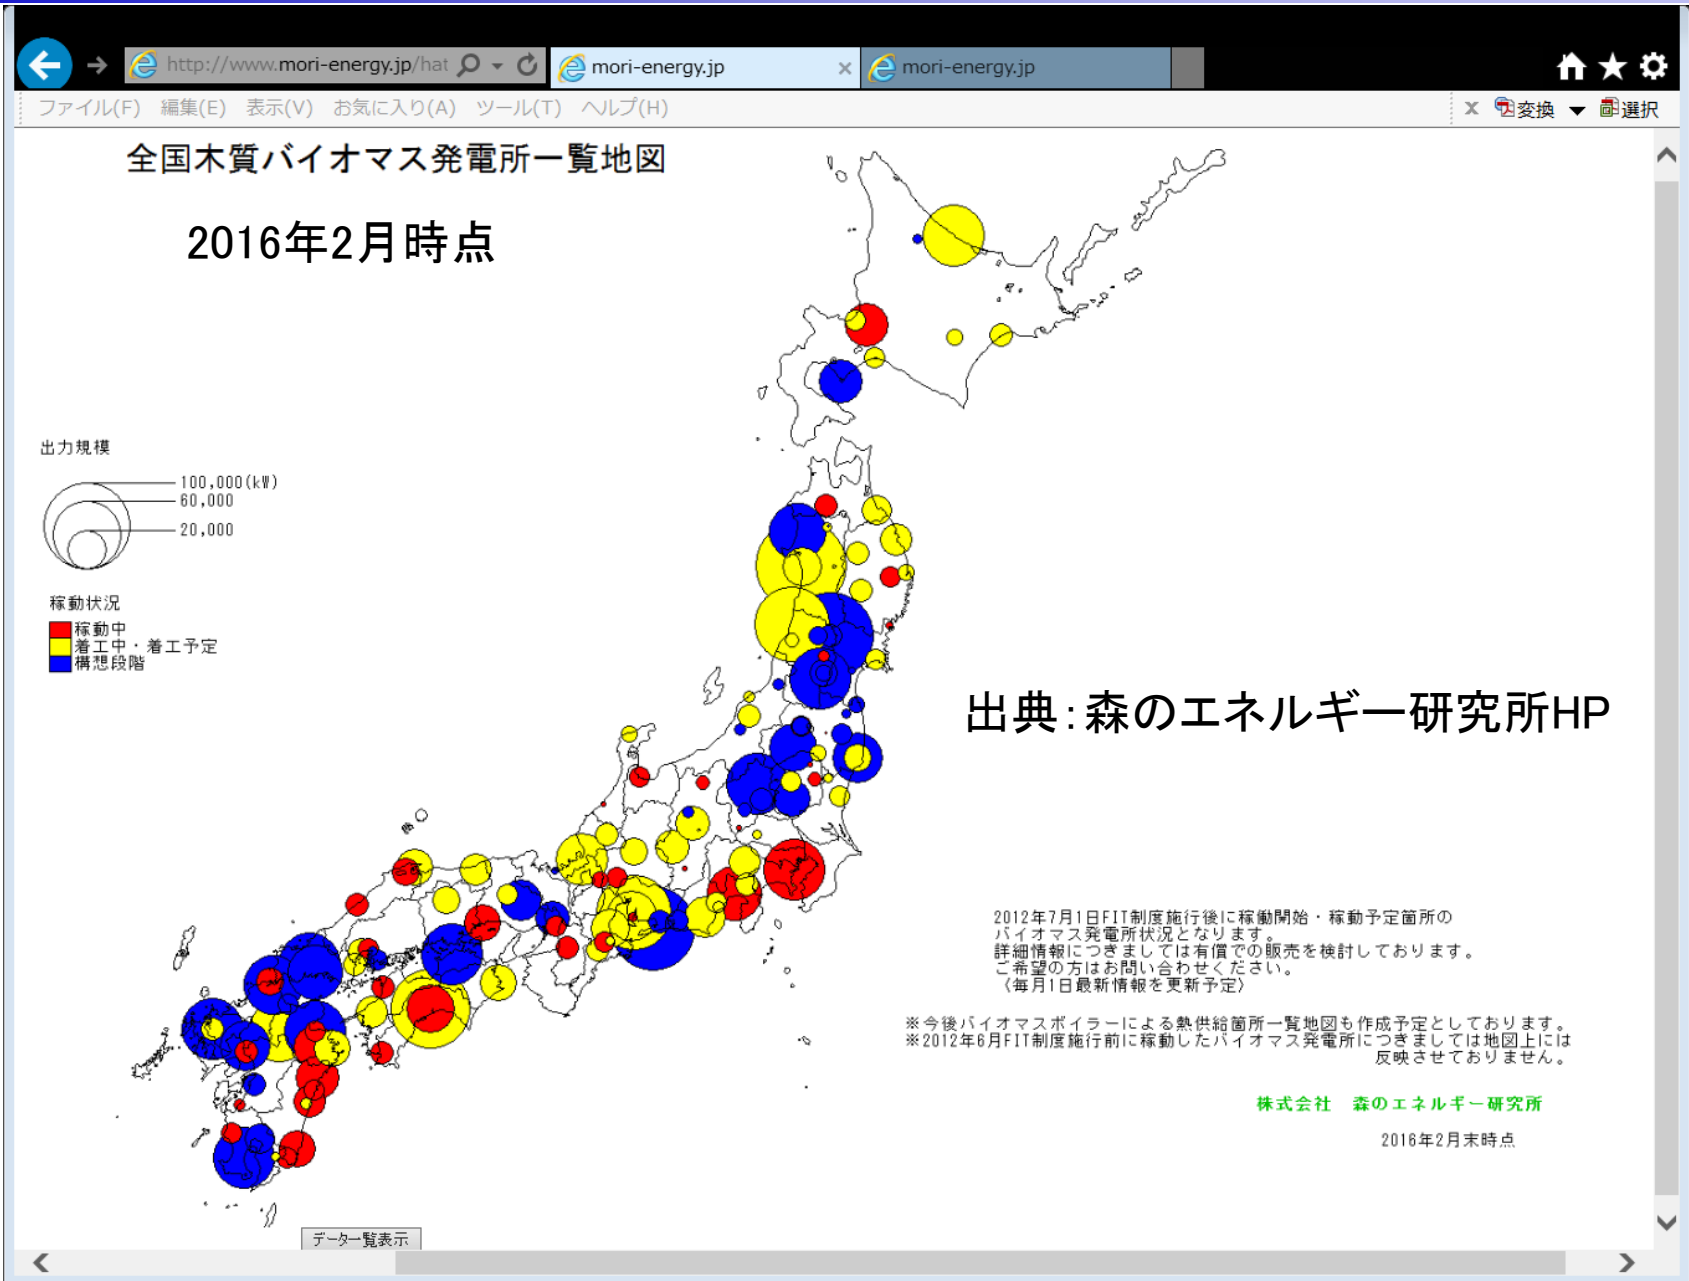 http://www.mori-energy.jp/hat
mori-energy.jp
mori-energy.jp
ファイル(F) 編集(E) 表示(V) お気に入り(A) ツール(T) ヘルプ(H)
変換 選択
全国木質バイオマス発電所一覧地図
2016年2月時点
出力規模
100,000(kW)
60,000
20,000
稼動状況
稼動中
着工中・着工予定
構想段階
出典:森のエネルギー研究所HP
2012年7月1日FIT制度施行後に稼働開始・稼動予定箇所の
バイオマス発電所状況となります。
詳細情報につきましては有償での販売を検討しております。
ご希望の方はお問い合わせください。
(毎月1日最新情報を更新予定)
※今後バイオマスボイラーによる熱供給箇所一覧地図も作成予定としております。
※2012年6月FIT制度施行前に稼動したバイオマス発電所につきましては地図上には
反映させておりません。
株式会社 森のエネルギー研究所
2016年2月末時点
データ一覧表示